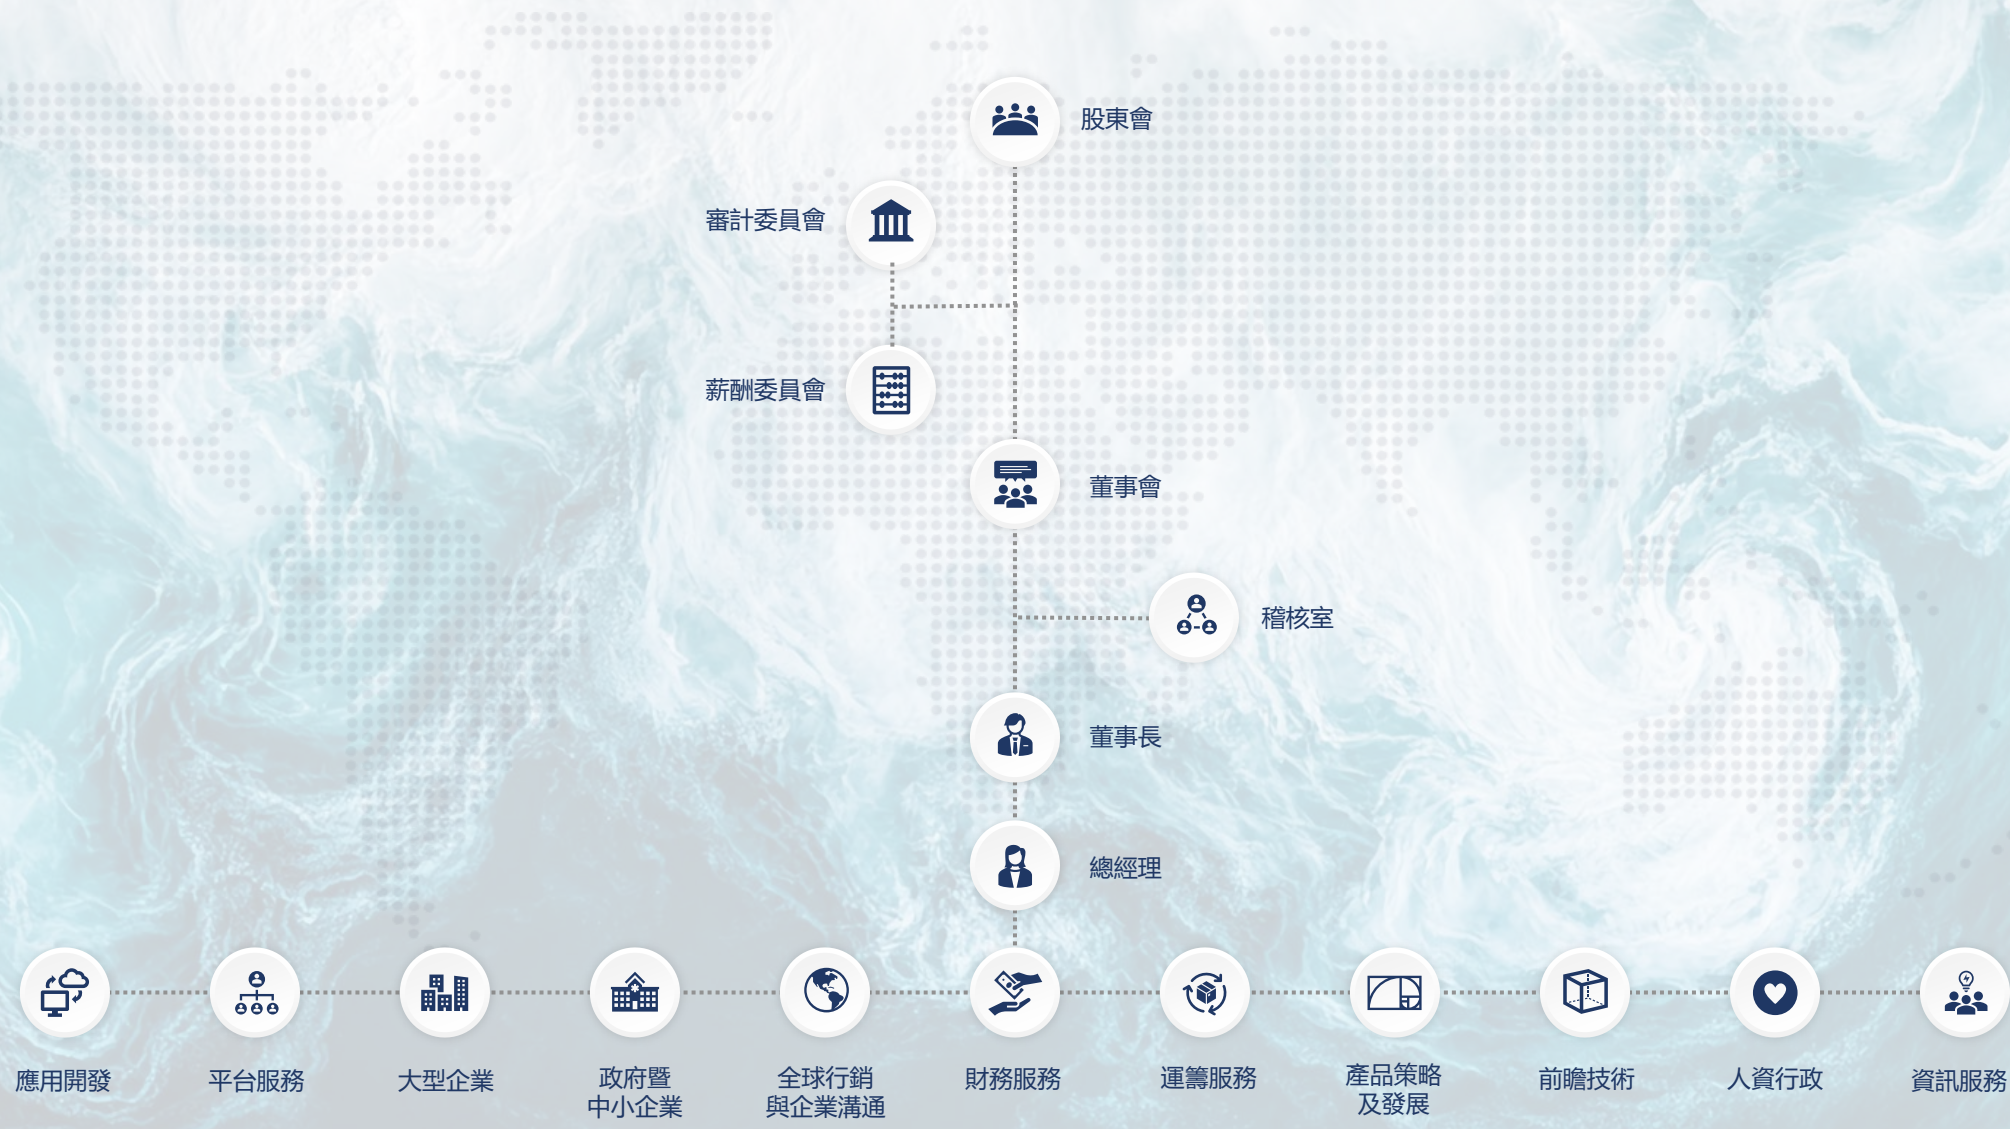 股東會
審計委員會
薪酬委員會
董事會
稽核室
董事長
總經理
應用開發
平台服務
大型企業
政府暨
中小企業
全球行銷
與企業溝通
財務服務
運籌服務
產品策略
及發展
前瞻技術
人資行政
資訊服務